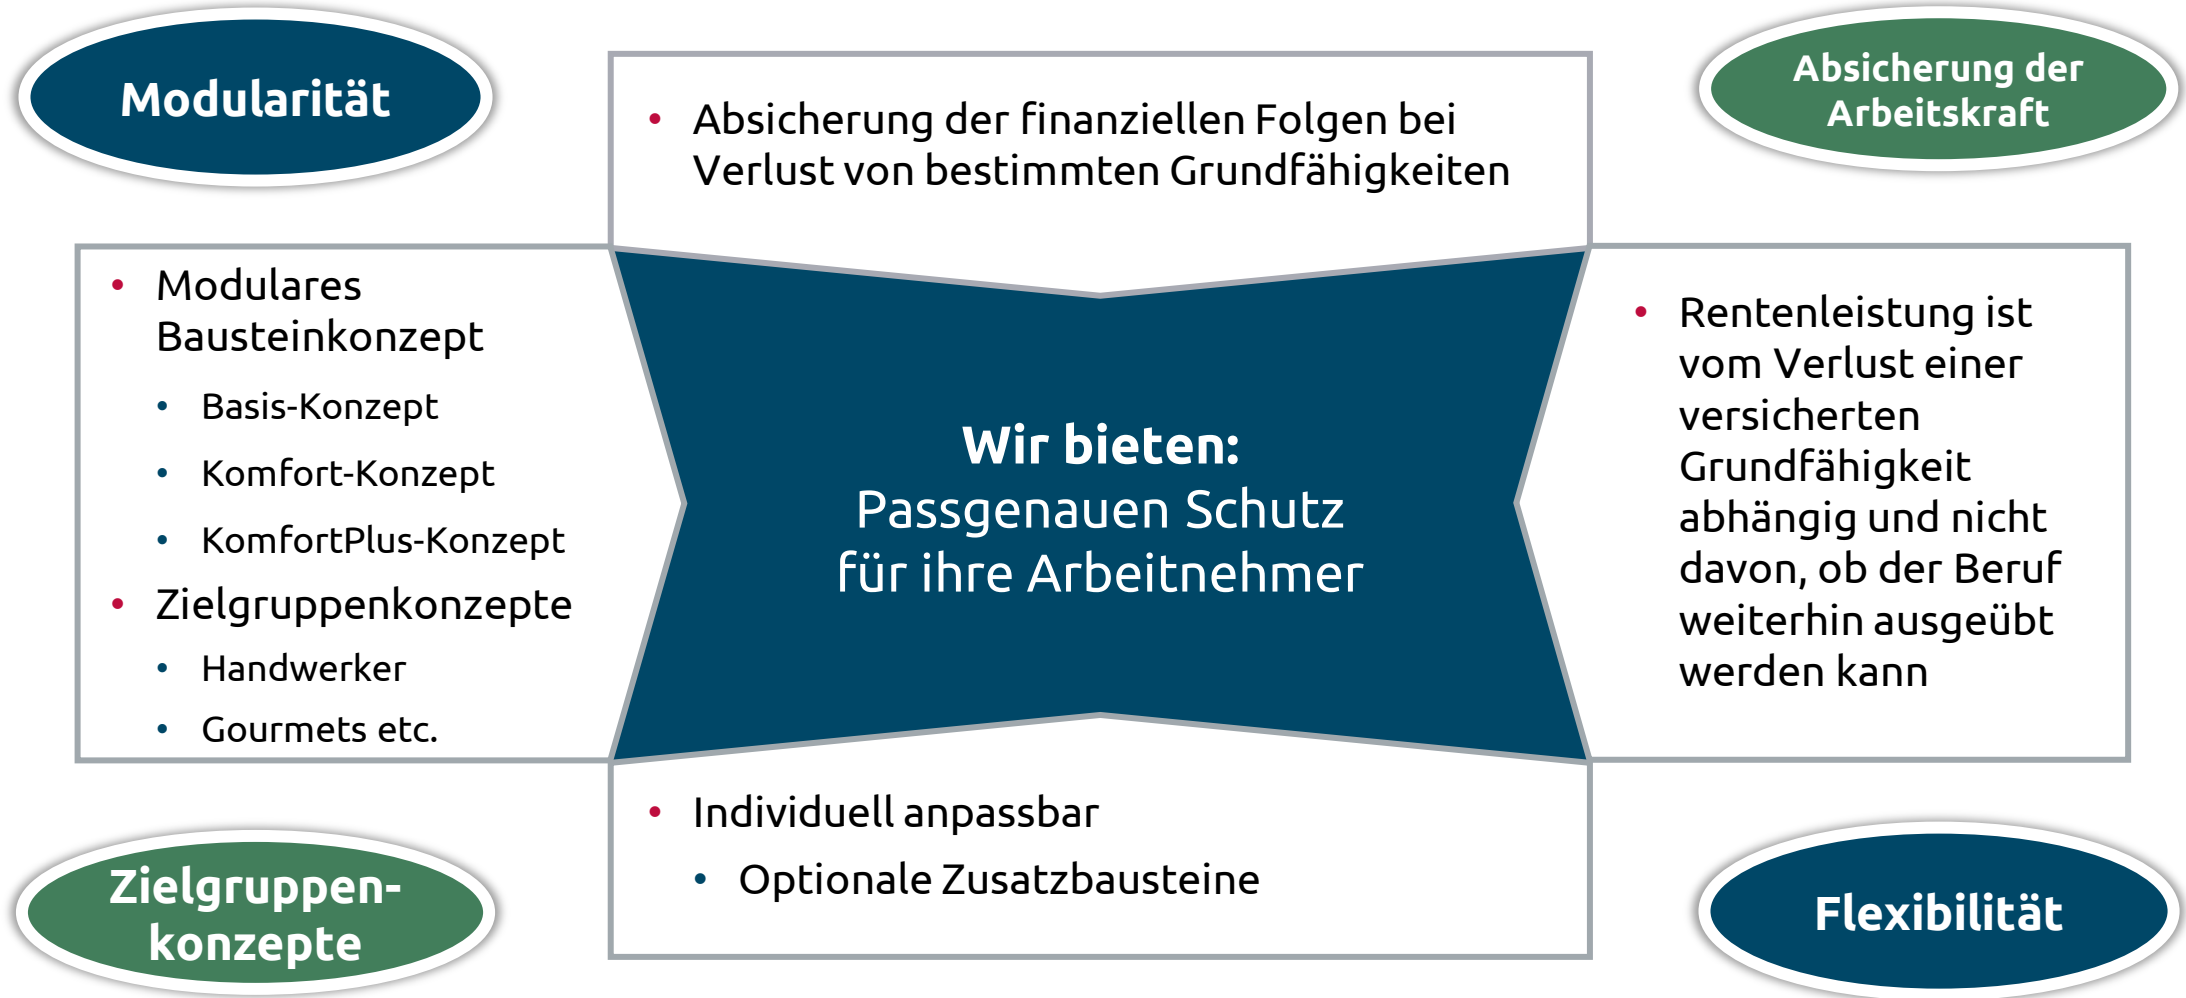 Modularität
Absicherung der
Arbeitskraft
• Absicherung der finanziellen Folgen bei
Verlust von bestimmten Grundfähigkeiten
• Modulares
Bausteinkonzept
• Basis-Konzept
• Komfort-Konzept
• KomfortPlus-Konzept
• Zielgruppenkonzepte
• Handwerker
• Gourmets etc.
Wir bieten:
Passgenauen Schutz
für ihre Arbeitnehmer
• Rentenleistung ist
vom Verlust einer
versicherten
Grundfähigkeit
abhängig und nicht
davon, ob der Beruf
weiterhin ausgeübt
werden kann
• Individuell anpassbar
• Optionale Zusatzbausteine
Zielgruppen-
konzepte
Flexibilität